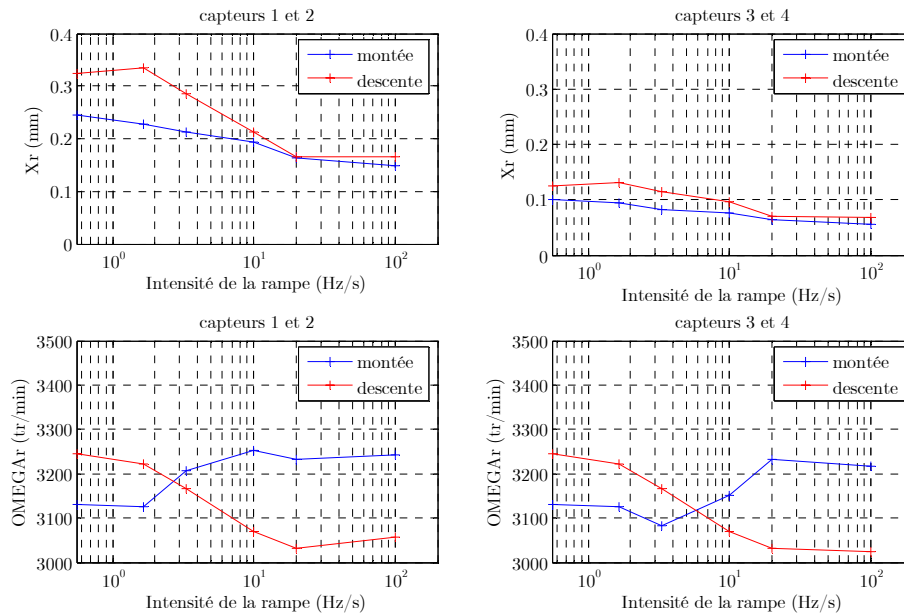 capteurs 1 et 2
0.4
0.3
0.2
0.1
0
Xr (mm)
montée
descente
10^0
10^1
10^2
Intensité de la rampe (Hz/s)
capteurs 3 et 4
0.4
0.3
0.2
0.1
0
Xr (mm)
montée
descente
10^0
10^1
10^2
Intensité de la rampe (Hz/s)
capteurs 1 et 2
3500
3400
3300
3200
3100
3000
OMEGAr (tr/min)
montée
descente
10^0
10^1
10^2
Intensité de la rampe (Hz/s)
capteurs 3 et 4
3500
3400
3300
3200
3100
3000
OMEGAr (tr/min)
montée
descente
10^0
10^1
10^2
Intensité de la rampe (Hz/s)